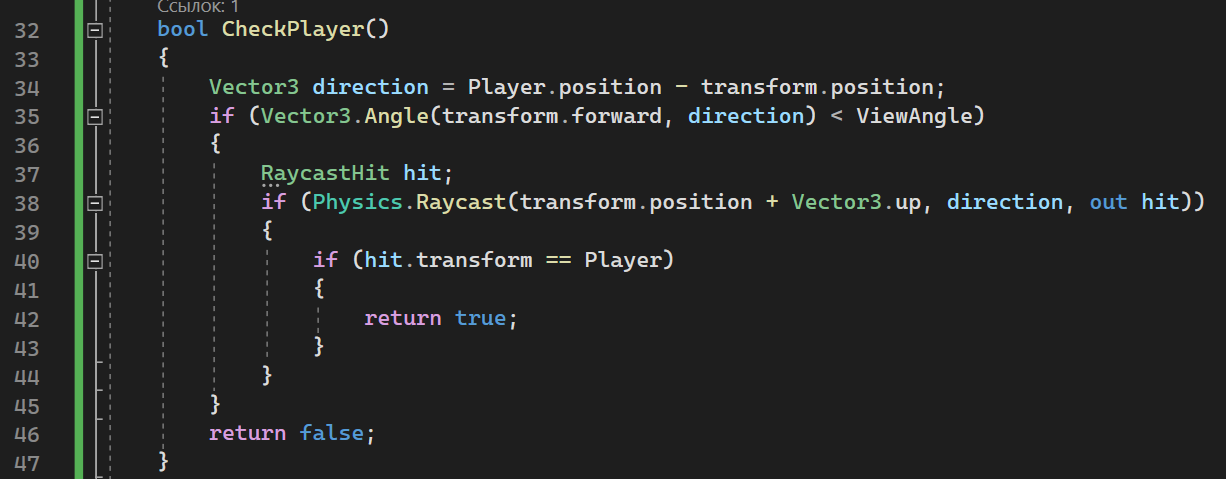 Ссылок: 1
32 bool CheckPlayer()
33 {
34 Vector3 direction = Player.position - transform.position;
35 if (Vector3.Angle(transform.forward, direction) < ViewAngle)
36 {
37 RaycastHit hit;
38 if (Physics.Raycast(transform.position + Vector3.up, direction, out hit))
39 {
40 if (hit.transform == Player)
41 {
42 return true;
43 }
44 }
45 }
46 return false;
47 }